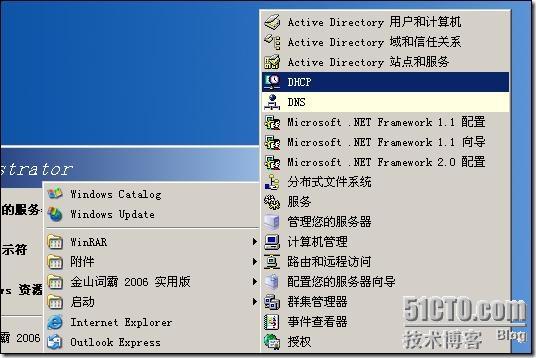 Active Directory 用户和计算机
Active Directory 域和信任关系
Active Directory 站点和服务
DHCP
DNS
Microsoft .NET Framework 1.1 配置
Microsoft .NET Framework 1.1 向导
Microsoft .NET Framework 2.0 配置
分布式文件系统
服务
管理您的服务器
计算机管理
路由和远程访问
配置您的服务器向导
群集管理器
事件查看器
授权
strator
的服务
示符
ws 资源
霸 2006
Windows Catalog
Windows Update
WinRAR
附件
金山词霸 2006 实用版
启动
Internet Explorer
Outlook Express
51CTO.com
技术博客 Blog